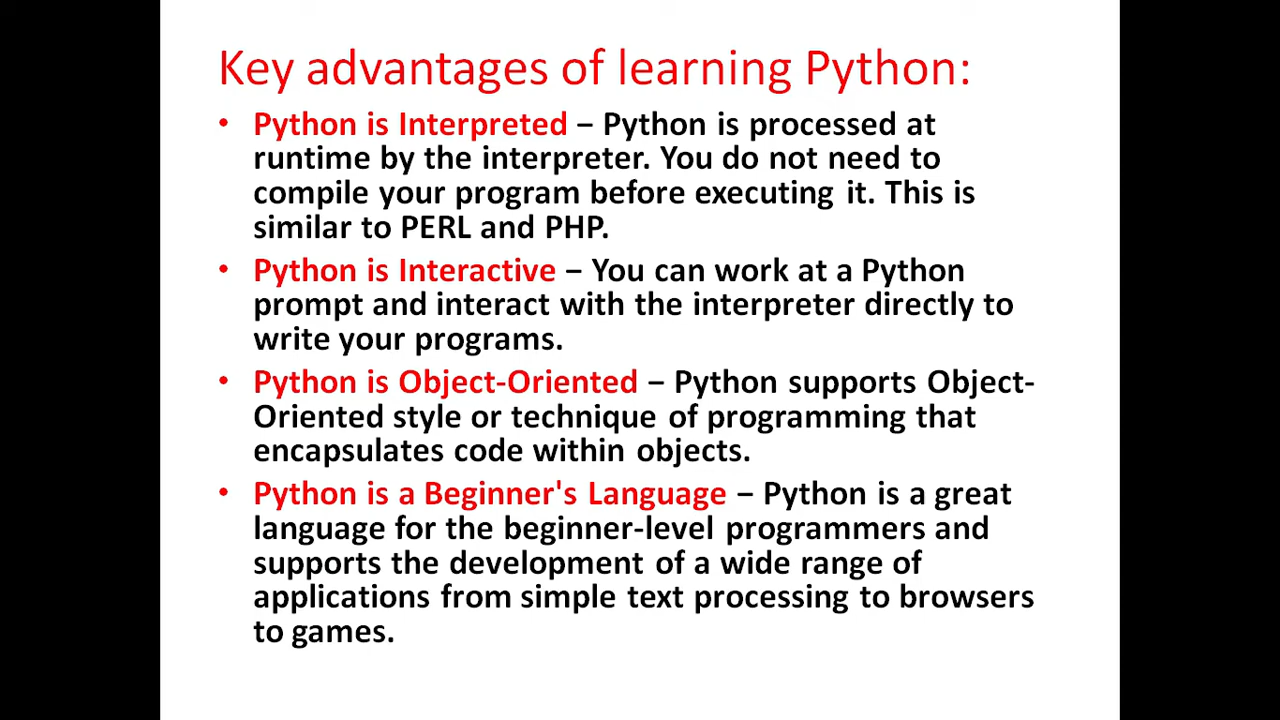 Key advantages of learning Python:
• Python is Interpreted − Python is processed at
runtime by the interpreter. You do not need to
compile your program before executing it. This is
similar to PERL and PHP.
• Python is Interactive − You can work at a Python
prompt and interact with the interpreter directly to
write your programs.
• Python is Object-Oriented − Python supports Object-
Oriented style or technique of programming that
encapsulates code within objects.
• Python is a Beginner's Language − Python is a great
language for the beginner-level programmers and
supports the development of a wide range of
applications from simple text processing to browsers
to games.